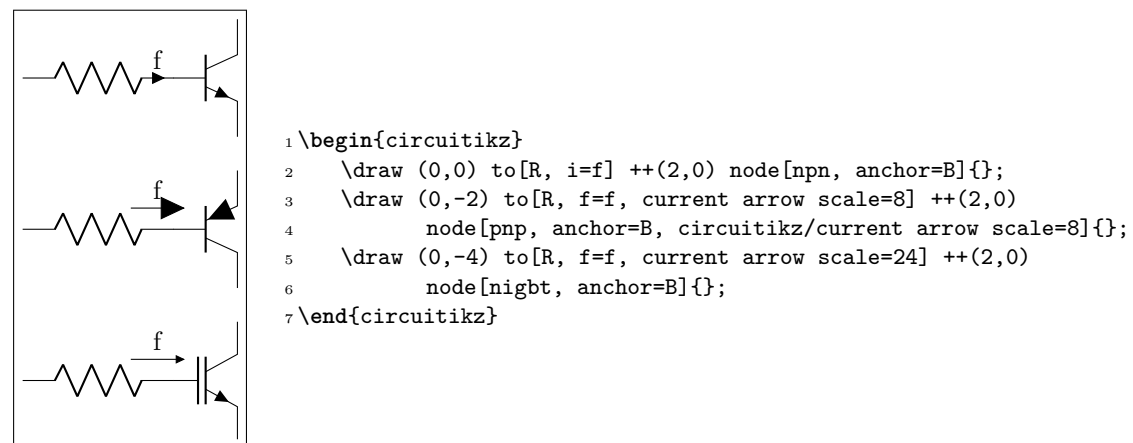 f
f
f
1 \begin{circuitikz}
2     \draw (0,0) to[R, i=f] ++(2,0) node[npn, anchor=B]{};
3     \draw (0,-2) to[R, f=f, current arrow scale=8] ++(2,0)
4             node[pnp, anchor=B, circuitikz/current arrow scale=8]{};
5     \draw (0,-4) to[R, f=f, current arrow scale=24] ++(2,0)
6             node[nigbt, anchor=B]{};
7 \end{circuitikz}